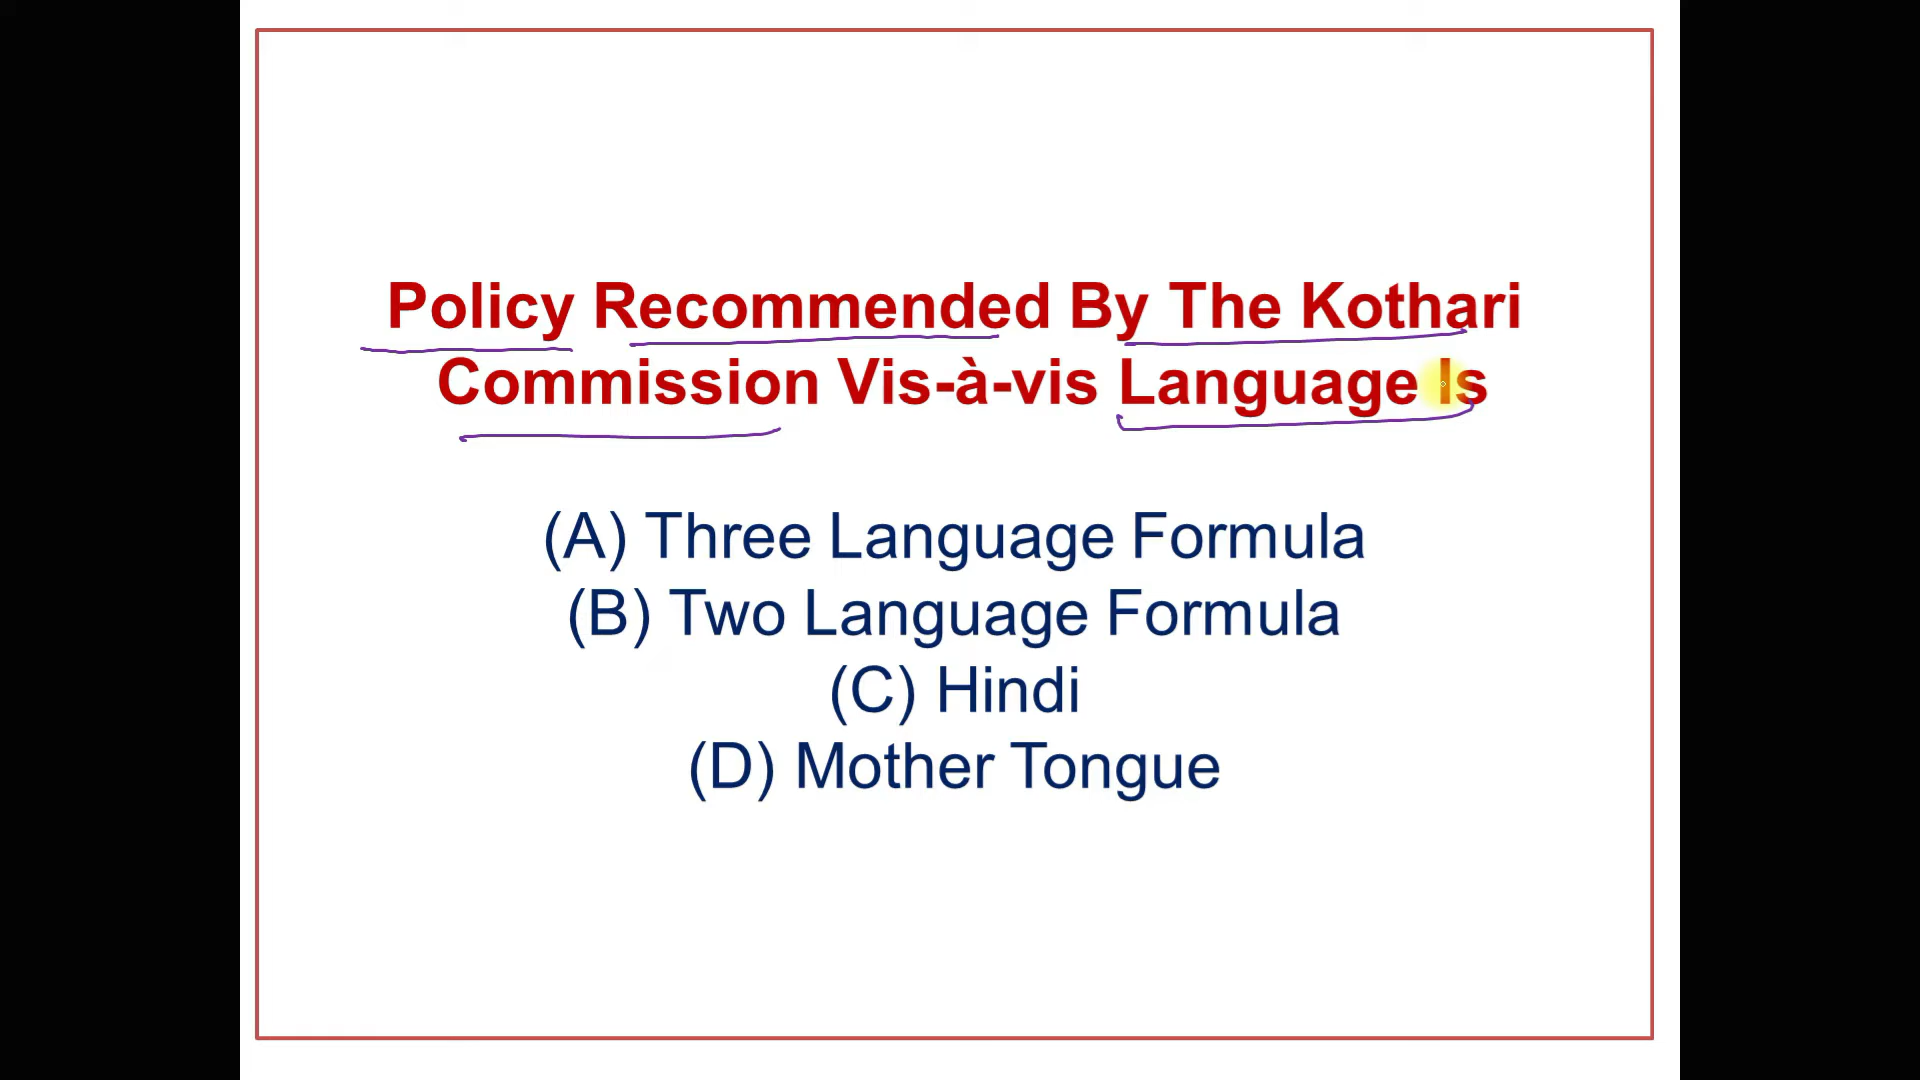 Policy Recommended By The Kothari
Commission Vis-à-vis Language Is
(A) Three Language Formula
(B) Two Language Formula
(C) Hindi
(D) Mother Tongue